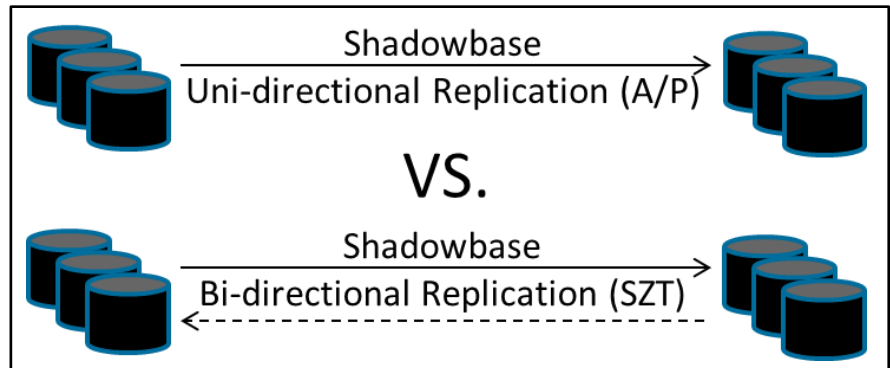 Shadowbase
Uni-directional Replication (A/P)
VS.
Shadowbase
Bi-directional Replication (SZT)